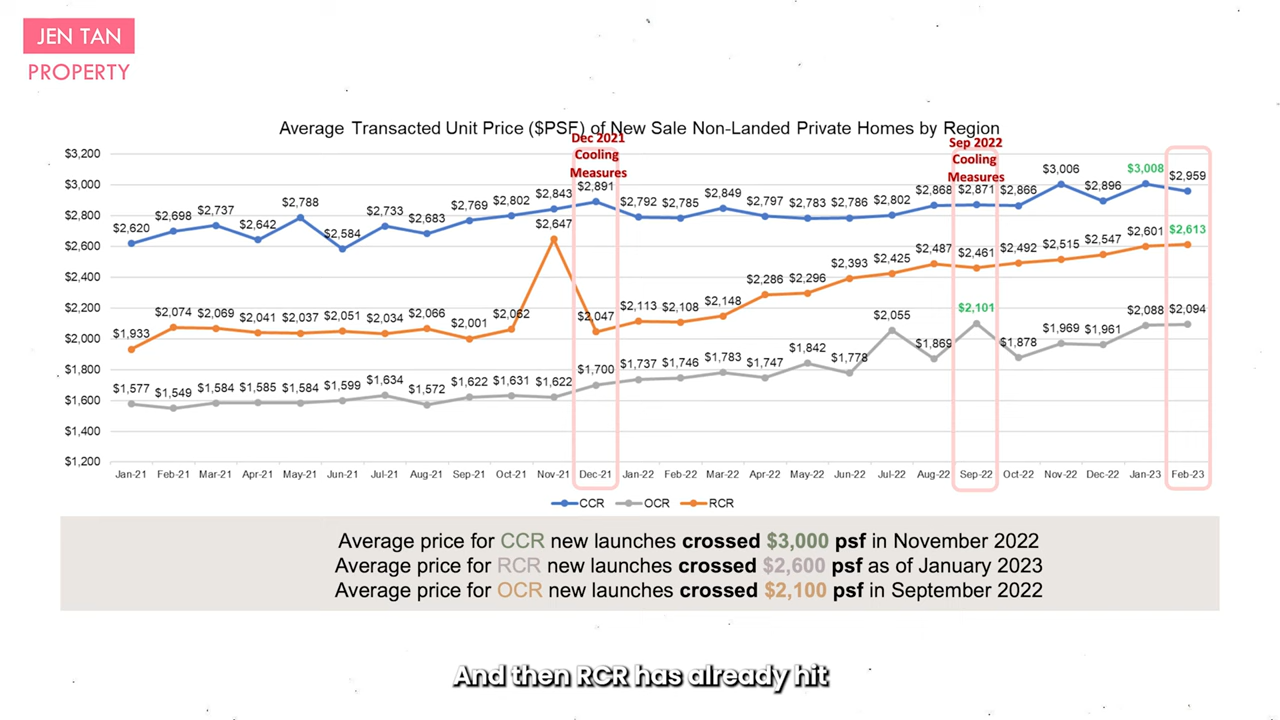 JEN TAN
PROPERTY
Average Transacted Unit Price ($PSF) of New Sale Non-Landed Private Homes by Region
Dec 2021
Cooling
Measures
Sep 2022
Cooling
Measures
$3,200
$3,000
$2,800
$2,600
$2,400
$2,200
$2,000
$1,800
$1,600
$1,400
$1,200
$2,620 $2,698 $2,737 $2,642 $2,788 $2,584 $2,733 $2,683 $2,769 $2,802 $2,843 $2,891 $2,792 $2,785 $2,849 $2,797 $2,783 $2,786 $2,802 $2,868 $2,871 $2,866 $3,006 $2,896 $3,008 $2,959
$1,933 $2,074 $2,069 $2,041 $2,037 $2,051 $2,034 $2,066 $2,001 $2,062 $2,647 $2,047 $2,113 $2,108 $2,148 $2,286 $2,296 $2,393 $2,425 $2,487 $2,461 $2,492 $2,515 $2,547 $2,601 $2,613
$1,577 $1,549 $1,584 $1,585 $1,584 $1,599 $1,634 $1,572 $1,622 $1,631 $1,622 $1,700 $1,737 $1,746 $1,783 $1,747 $1,842 $1,778 $2,055 $1,869 $2,101 $1,878 $1,969 $1,961 $2,088 $2,094
Jan-21 Feb-21 Mar-21 Apr-21 May-21 Jun-21 Jul-21 Aug-21 Sep-21 Oct-21 Nov-21 Dec-21 Jan-22 Feb-22 Mar-22 Apr-22 May-22 Jun-22 Jul-22 Aug-22 Sep-22 Oct-22 Nov-22 Dec-22 Jan-23 Feb-23
CCR OCR RCR
Average price for CCR new launches crossed $3,000 psf in November 2022
Average price for RCR new launches crossed $2,600 psf as of January 2023
Average price for OCR new launches crossed $2,100 psf in September 2022
And then RCR has already hit